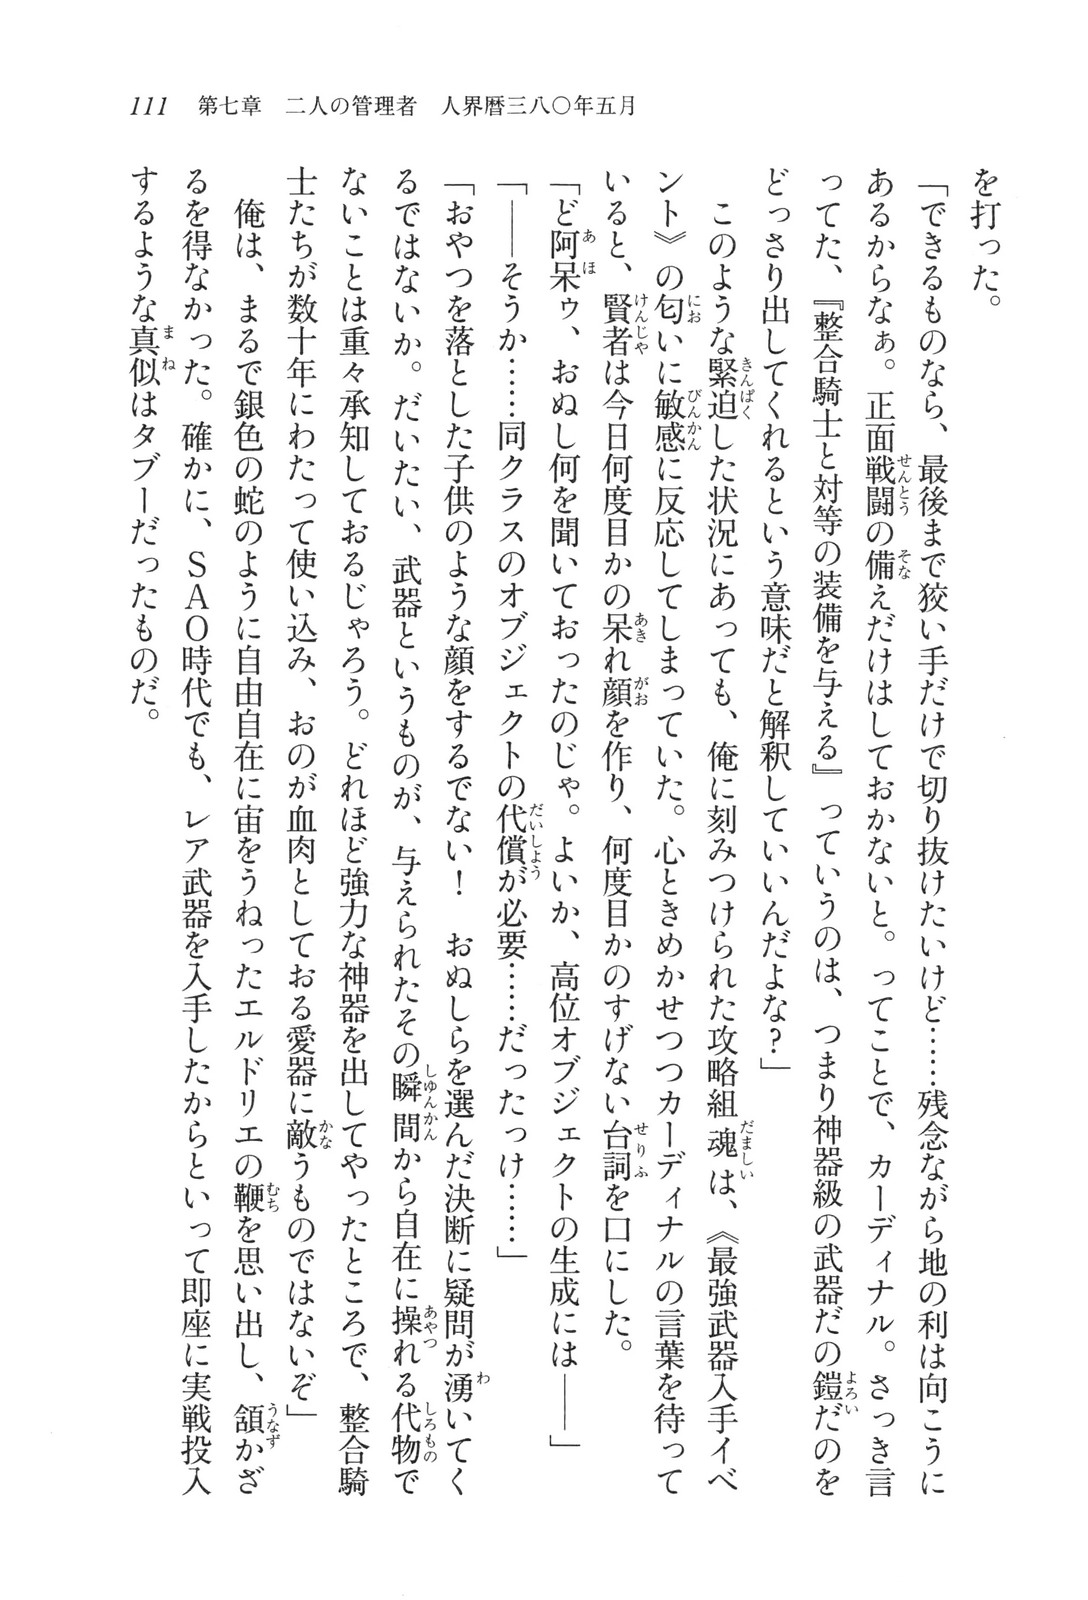 111 第七章 二人の管理者 人界暦三八〇年五月
を打った。
「できるものなら、最後まで狡い手だけで切り抜けたいけど……残念ながら地の利は向こうに
あるからなぁ。正面戦闘の備えだけはしておかないと。ってことで、カーディナル。さっき言
ってた、『整合騎士と対等の装備を与える』っていうのは、つまり神器級の武器だの鎧だのを
どっさり出してくれるという意味だと解釈していいんだよな?」
このような緊迫した状況にあっても、俺に刻みつけられた攻略組魂は、《最強武器入手イベ
ント》の匂いに敏感に反応してしまっていた。心ときめかせつつカーディナルの言葉を待って
いると、賢者は今日何度目かの呆れ顔を作り、何度目かのすげない台詞を口にした。
「ど阿呆ゥ、おぬし何を聞いておったのじゃ。よいか、高位オブジェクトの生成には――」
「――そうか……同クラスのオブジェクトの代償が必要……だったっけ……」
「おやつを落とした子供のような顔をするでない! おぬしらを選んだ決断に疑問が湧いてく
るではないか。だいたい、武器というものが、与えられたその瞬間から自在に操れる代物で
ないことは重々承知しておるじゃろう。どれほど強力な神器を出してやったところで、整合騎
士たちが数十年にわたって使い込み、おのが血肉としておる愛器に敵うものではないぞ」
俺は、まるで銀色の蛇のように自由自在に宙をうねったエルドリエの鞭を思い出し、頷かざ
るを得なかった。確かに、SAO時代でも、レア武器を入手したからといって即座に実戦投入
するような真似はタブーだったものだ。